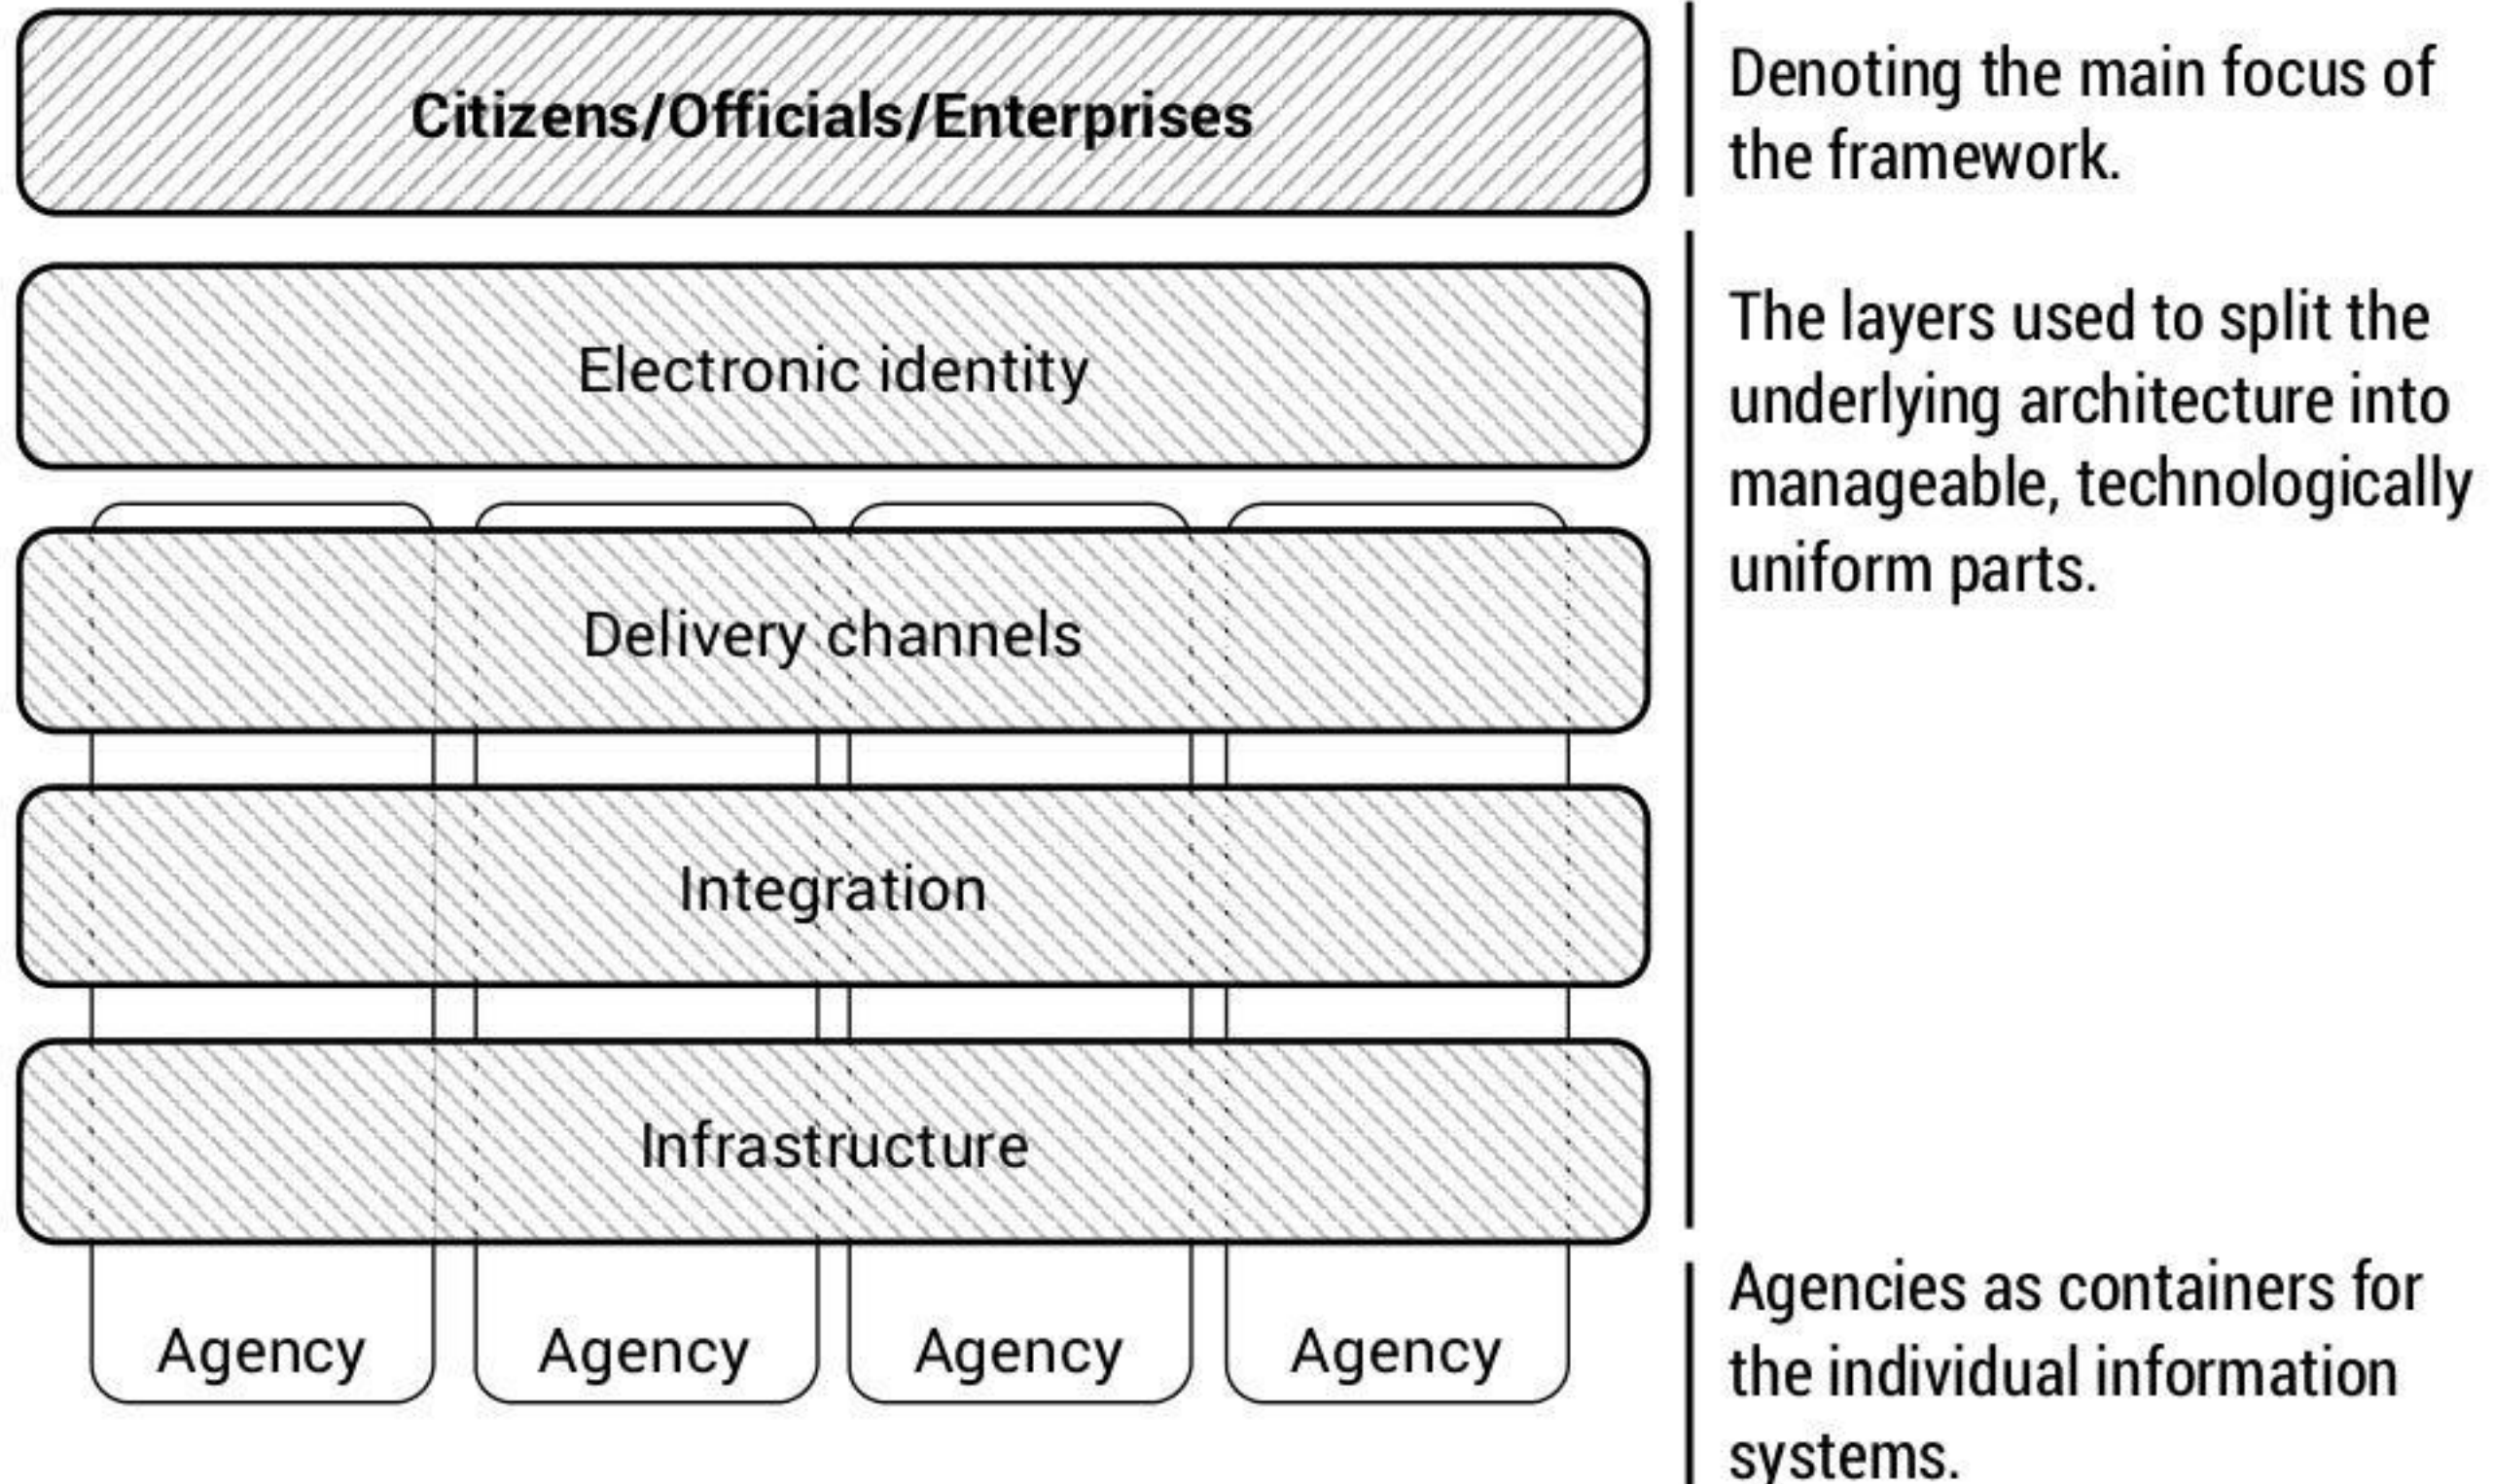 Citizens/Officials/Enterprises
Denoting the main focus of
the framework.
Electronic identity
The layers used to split the
underlying architecture into
manageable, technologically
uniform parts.
Delivery channels
Integration
Infrastructure
Agency
Agency
Agency
Agency
Agencies as containers for
the individual information
systems.